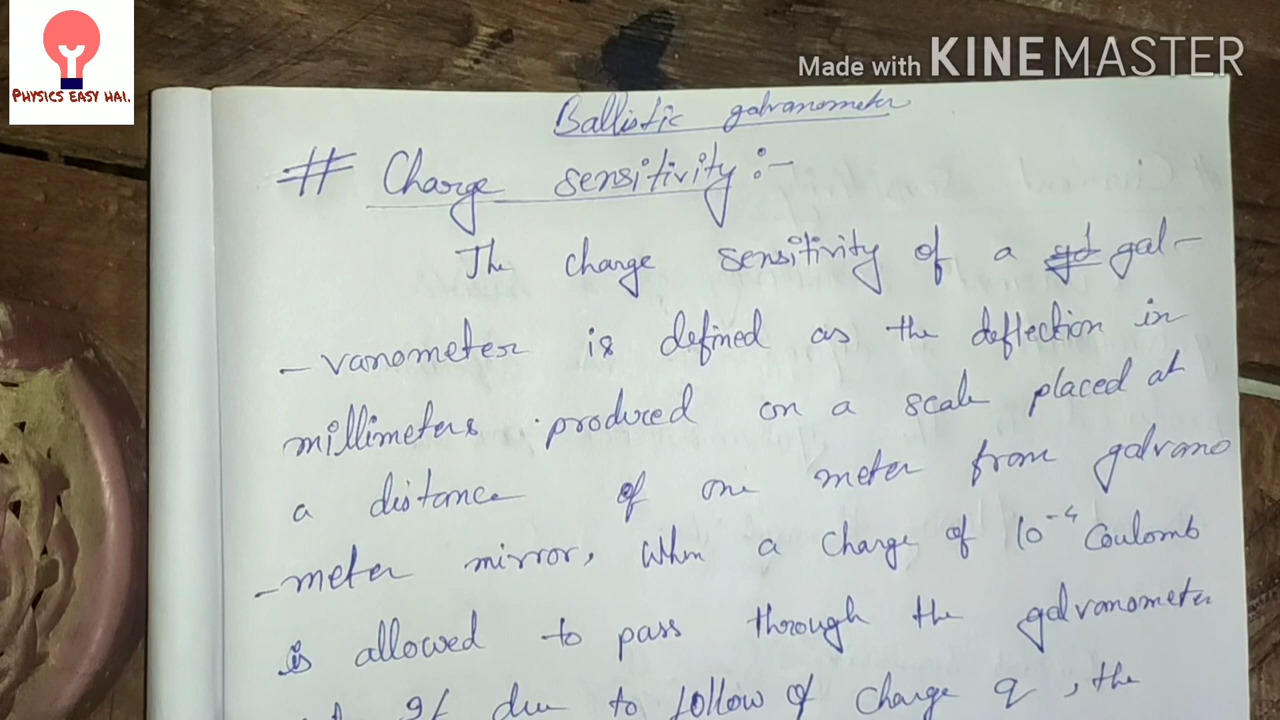 PHYSICS EASY HAI.
Made with KINEMASTER
Ballistic galvanometer
# Charge sensitivity :-
The charge sensitivity of a gal-
-vanometer is defined as the deflection in
millimeters produced on a scale placed at
a distance of one meter from galvano
-meter mirror, When a charge of 10⁻⁴ Coulomb
is allowed to pass through the galvanometer
If due to follow of charge q, the